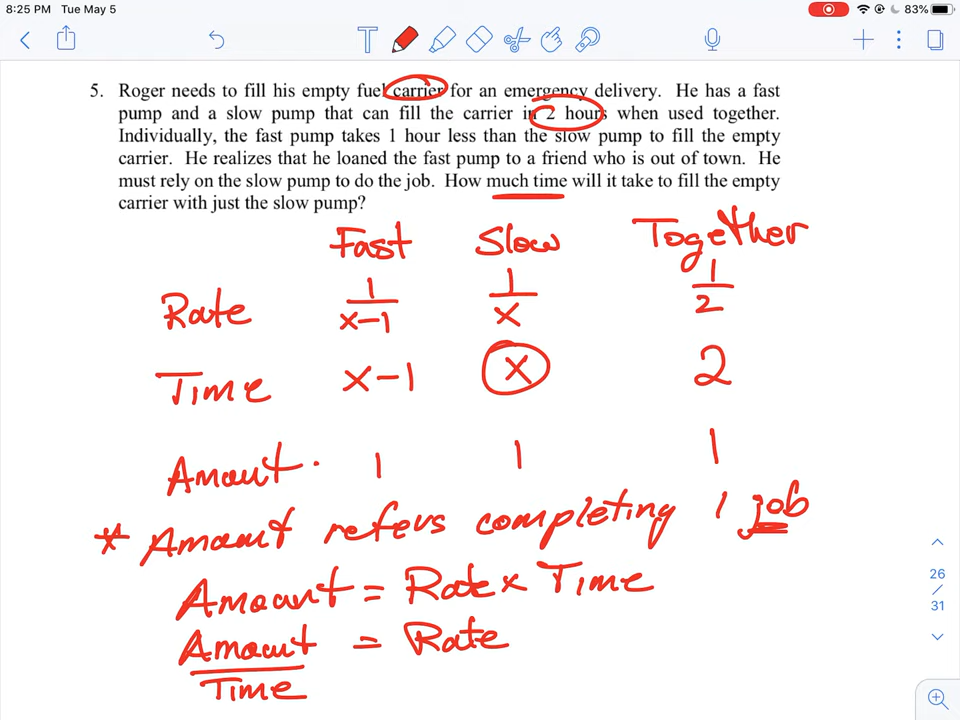 8:25 PM Tue May 5 83%
5. Roger needs to fill his empty fuel carrier for an emergency delivery. He has a fast
pump and a slow pump that can fill the carrier in 2 hours when used together.
Individually, the fast pump takes 1 hour less than the slow pump to fill the empty
carrier. He realizes that he loaned the fast pump to a friend who is out of town. He
must rely on the slow pump to do the job. How much time will it take to fill the empty
carrier with just the slow pump?
Fast Slow Together
Rate 1/x-1 1/x 1/2
Time x-1 x 2
Amout. 1 1 1
* Amount refers completing 1 job
Amount = Rate x Time
Amount/Time = Rate
26
/
31